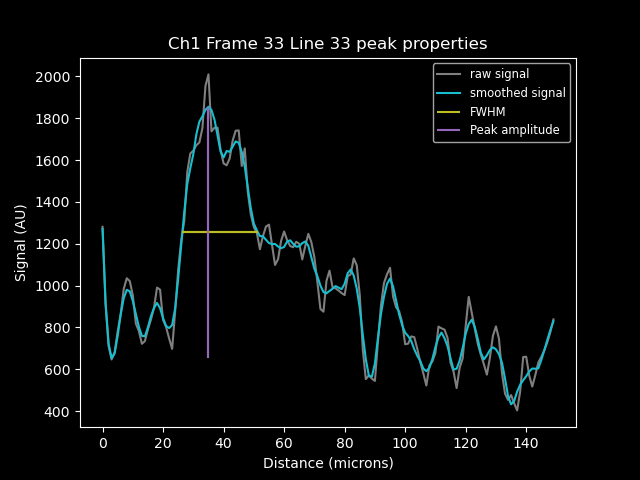 Ch1 Frame 33 Line 33 peak properties
raw signal
smoothed signal
FWHM
Peak amplitude
Signal (AU)
2000
1800
1600
1400
1200
1000
800
600
400
0 20 40 60 80 100 120 140
Distance (microns)